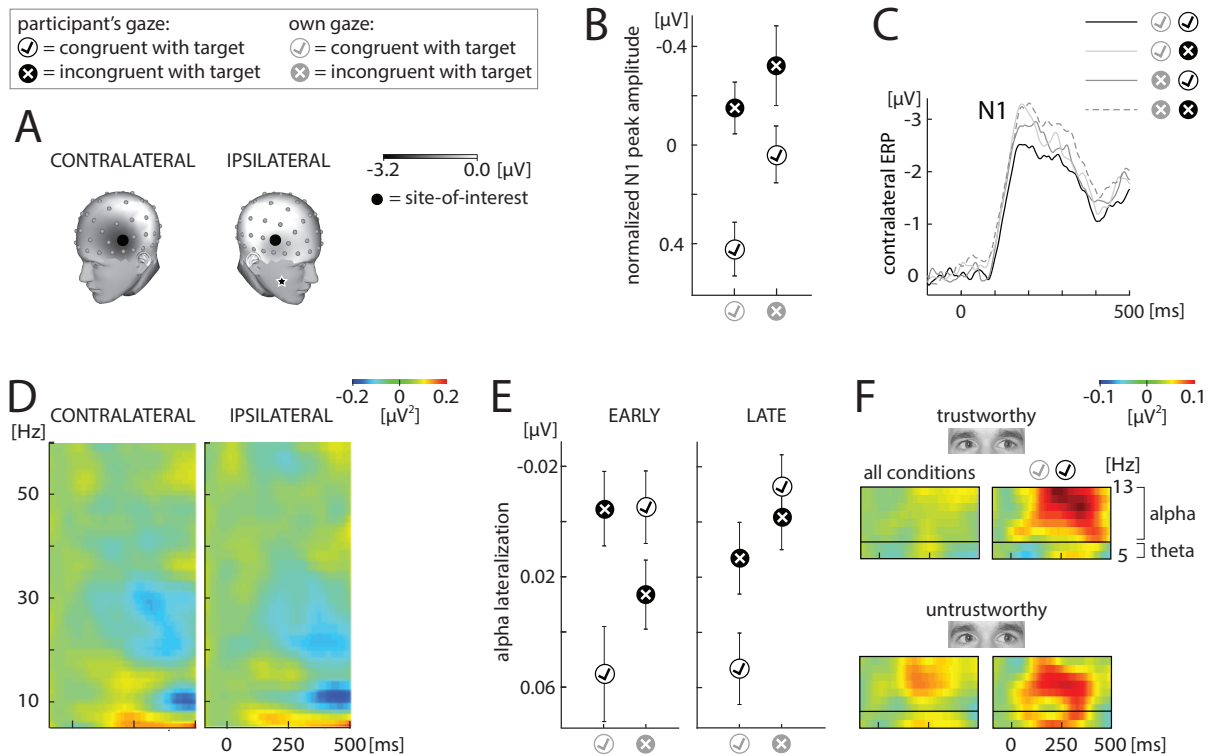 participant's gaze:
own gaze:
= congruent with target
= congruent with target
= incongruent with target
= incongruent with target
A
CONTRALATERAL
IPSILATERAL
-3.2
0.0 [µV]
= site-of-interest
B
[µV]
normalized N1 peak amplitude
-0.4
0
0.4
C
[µV]
N1
contralateral ERP
-3
-2
-1
0
0
500 [ms]
D
-0.2
0
0.2
[µV²]
CONTRALATERAL
IPSILATERAL
[Hz]
50
30
10
0
250
500 [ms]
E
EARLY
LATE
[µV]
alpha lateralization
-0.02
0.02
0.06
F
-0.1
0
0.1
[µV²]
trustworthy
all conditions
[Hz]
13
alpha
theta
5
untrustworthy
0
250
500 ms]